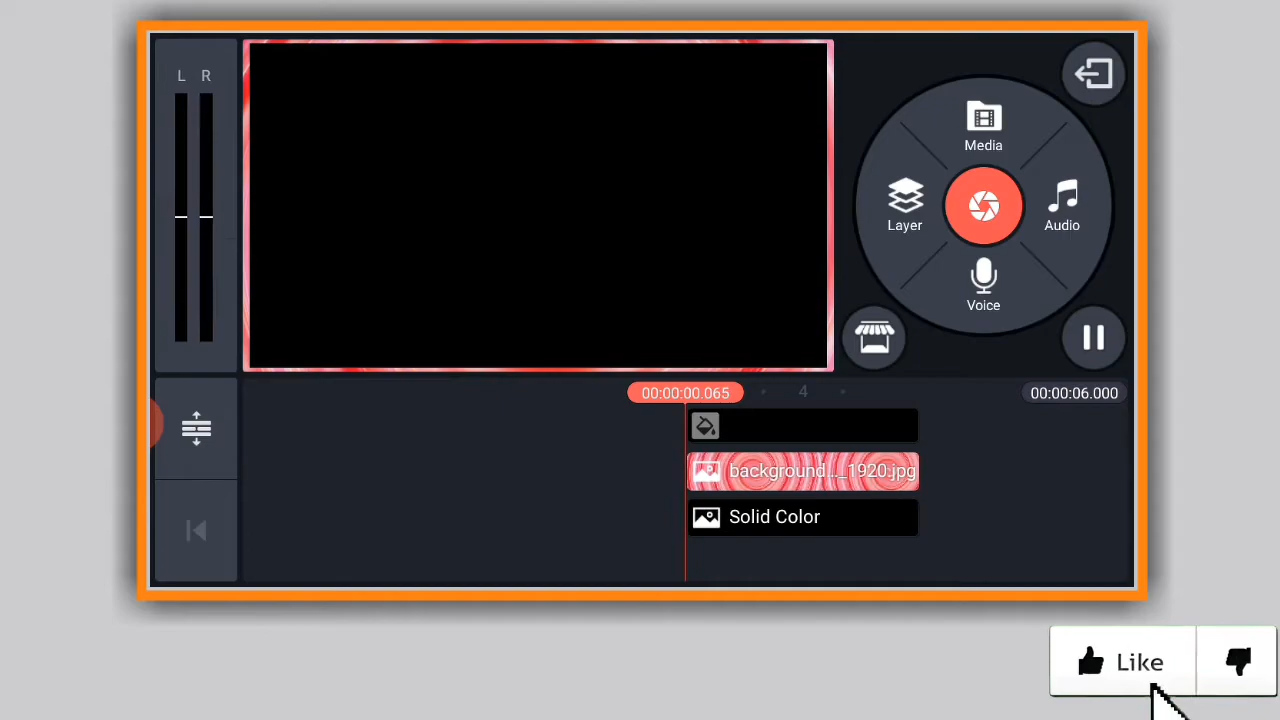 L R
Media
Layer
Audio
Voice
00:00:00.065
4
00:00:06.000
background..._1920.jpg
Solid Color
Like